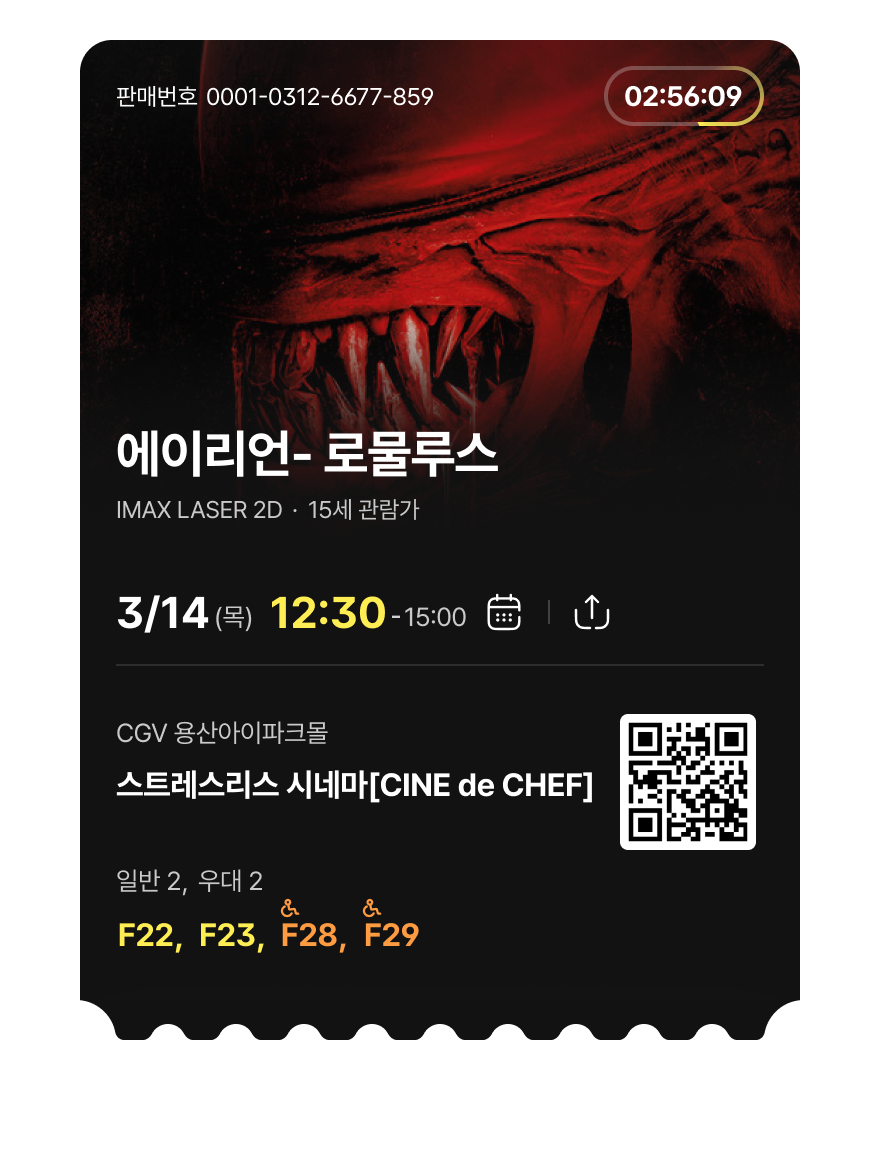 판매번호 0001-0312-6677-859
02:56:09
에이리언- 로물루스
IMAX LASER 2D · 15세 관람가
3/14 (목) 12:30 - 15:00
CGV 용산아이파크몰
스트레스리스 시네마[CINE de CHEF]
일반 2, 우대 2
F22, F23, F28, F29